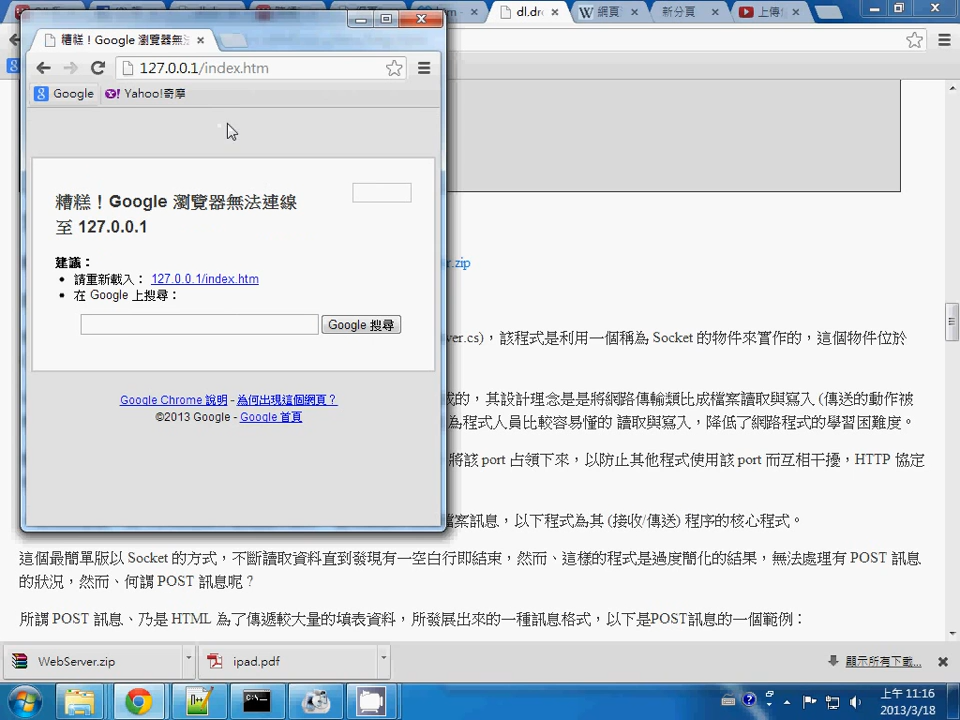 dl.dr
網頁
新分頁
上傳
糟糕！Google 瀏覽器無
127.0.0.1/index.htm
Google
Yahoo!奇摩
糟糕！Google 瀏覽器無法連線
至 127.0.0.1
建議：
請重新載入： 127.0.0.1/index.htm
在 Google 上搜尋：
Google 搜尋
Google Chrome 說明 - 為何出現這個網頁？
©2013 Google - Google 首頁
r.zip
ver.cs)，該程式是利用一個稱為 Socket 的物件來實作的，這個物件位於
成的，其設計理念是是將網路傳輸類比成檔案讀取與寫入 (傳送的動作被
為程式人員比較容易懂的 讀取與寫入，降低了網路程式的學習困難度。
將該 port 占領下來，以防止其他程式使用該 port 而互相干擾，HTTP 協定
檔案訊息，以下程式為其 (接收/傳送) 程序的核心程式。
這個最簡單版以 Socket 的方式，不斷讀取資料直到發現有一空白行即結束，然而、這樣的程式是過度簡化的結果，無法處理有 POST 訊息
的狀況，然而、何謂 POST 訊息呢？
所謂 POST 訊息、乃是 HTML 為了傳遞較大量的填表資料，所發展出來的一種訊息格式，以下是POST訊息的一個範例：
WebServer.zip
ipad.pdf
顯示所有下載...
上午 11:16
2013/3/18